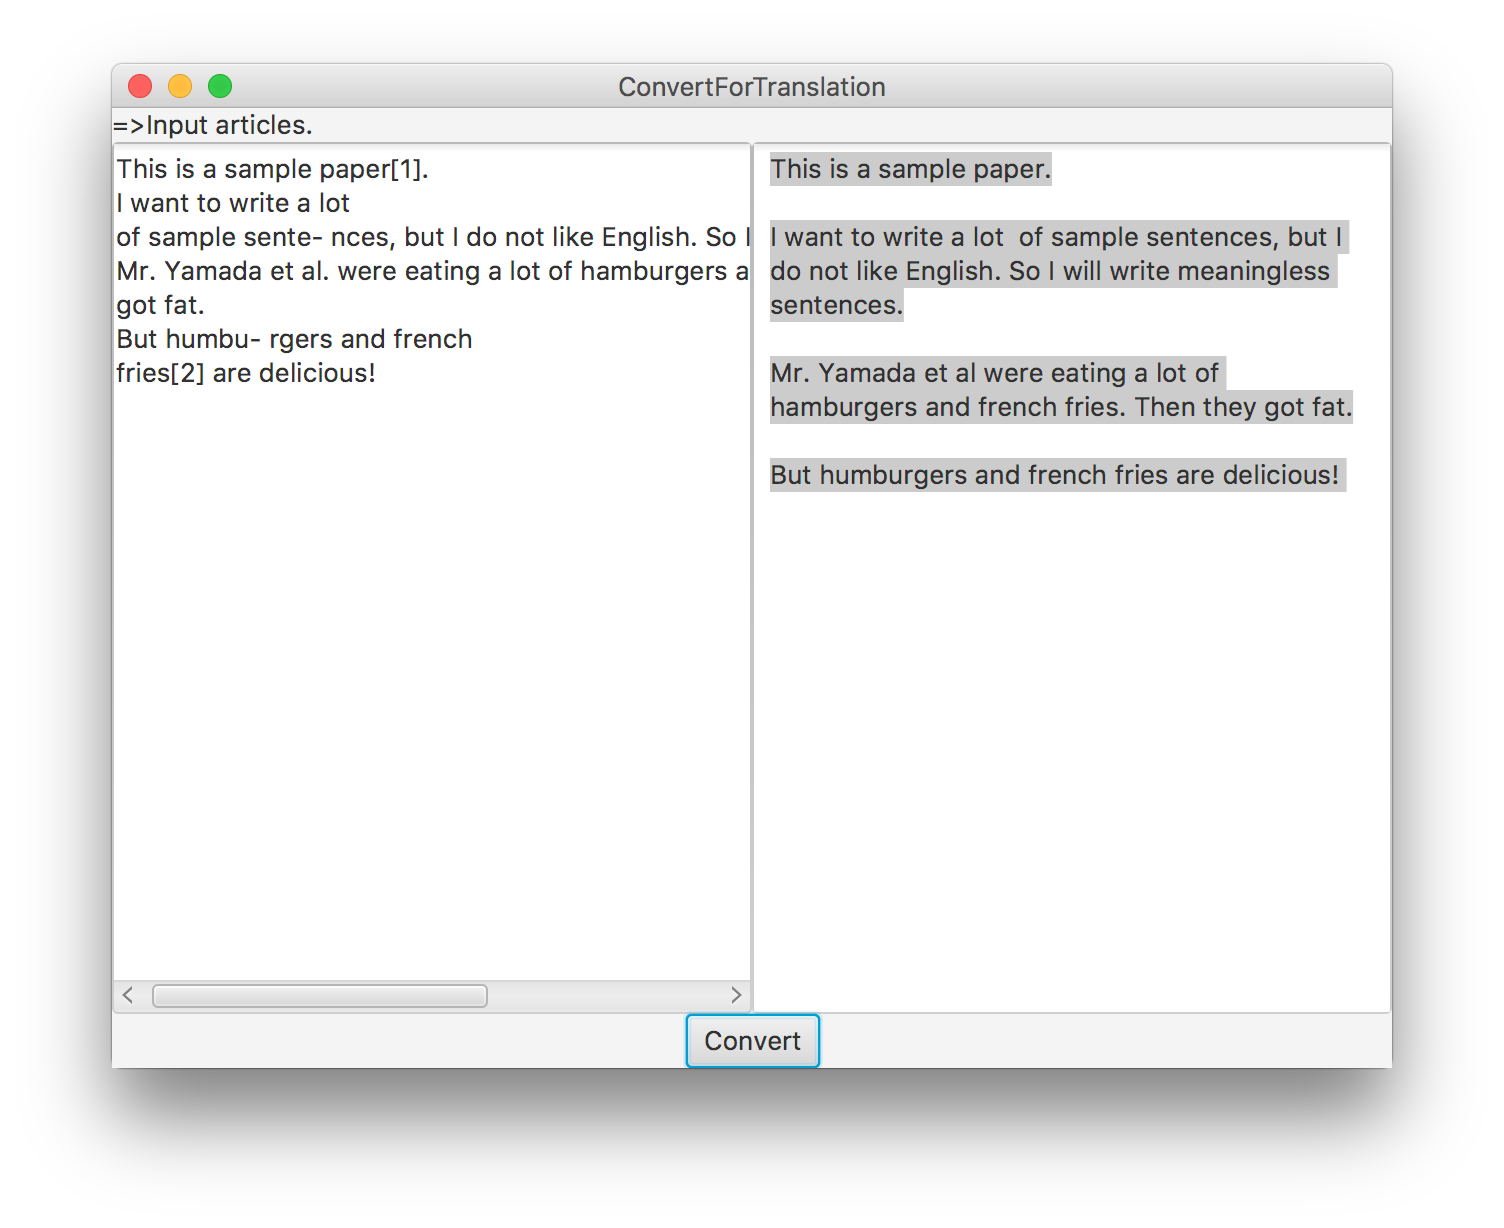 ConvertForTranslation
=>Input articles.
This is a sample paper[1].
I want to write a lot
of sample sente- nces, but I do not like English. So I
Mr. Yamada et al. were eating a lot of hamburgers a
got fat.
But humbu- rgers and french
fries[2] are delicious!
This is a sample paper.
I want to write a lot  of sample sentences, but I
do not like English. So I will write meaningless
sentences.
Mr. Yamada et al were eating a lot of
hamburgers and french fries. Then they got fat.
But humburgers and french fries are delicious!
Convert